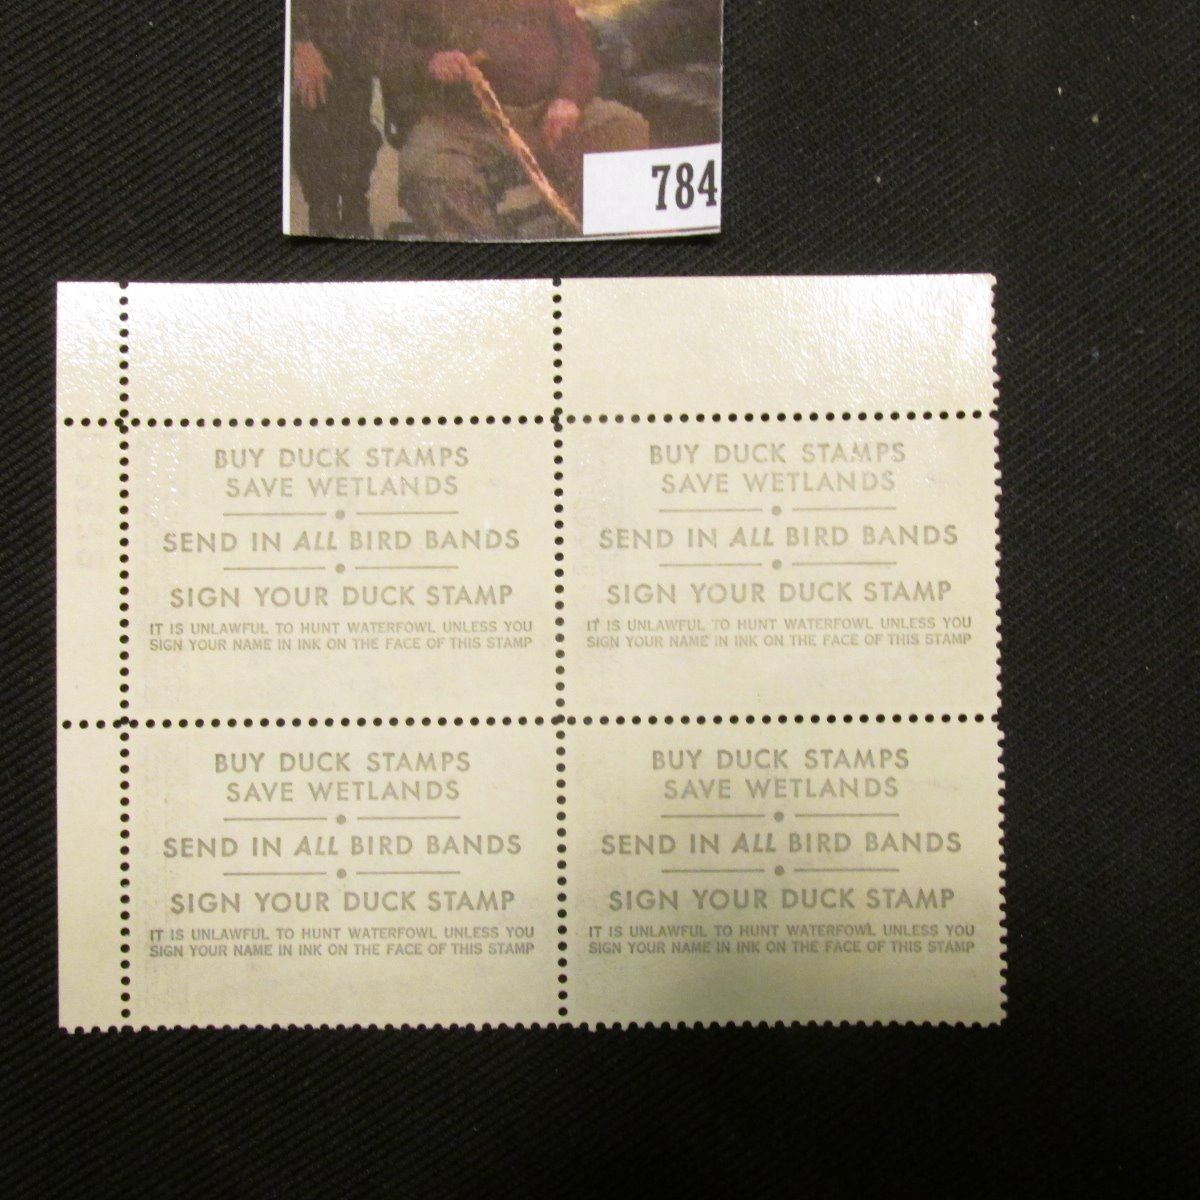 784
BUY DUCK STAMPS
SAVE WETLANDS
SEND IN ALL BIRD BANDS
SIGN YOUR DUCK STAMP
IT IS UNLAWFUL TO HUNT WATERFOWL UNLESS YOU
SIGN YOUR NAME IN INK ON THE FACE OF THIS STAMP
BUY DUCK STAMPS
SAVE WETLANDS
SEND IN ALL BIRD BANDS
SIGN YOUR DUCK STAMP
IT IS UNLAWFUL TO HUNT WATERFOWL UNLESS YOU
SIGN YOUR NAME IN INK ON THE FACE OF THIS STAMP
BUY DUCK STAMPS
SAVE WETLANDS
SEND IN ALL BIRD BANDS
SIGN YOUR DUCK STAMP
IT IS UNLAWFUL TO HUNT WATERFOWL UNLESS YOU
SIGN YOUR NAME IN INK ON THE FACE OF THIS STAMP
BUY DUCK STAMPS
SAVE WETLANDS
SEND IN ALL BIRD BANDS
SIGN YOUR DUCK STAMP
IT IS UNLAWFUL TO HUNT WATERFOWL UNLESS YOU
SIGN YOUR NAME IN INK ON THE FACE OF THIS STAMP